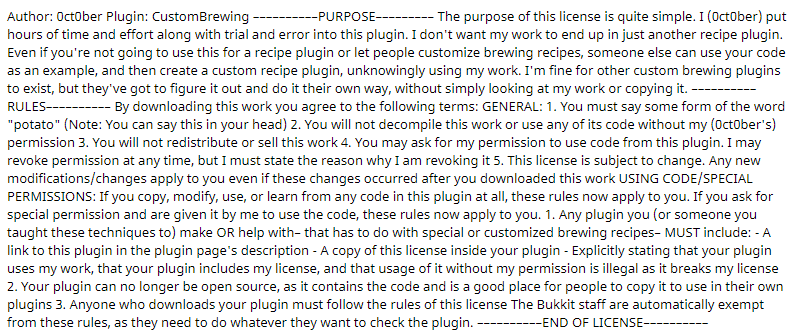 Author: 0ct0ber Plugin: CustomBrewing ~~~~~~~~~~PURPOSE~~~~~~~~~ The purpose of this license is quite simple. I (0ct0ber) put
hours of time and effort along with trial and error into this plugin. I don't want my work to end up in just another recipe plugin.
Even if you're not going to use this for a recipe plugin or let people customize brewing recipes, someone else can use your code
as an example, and then create a custom recipe plugin, unknowingly using my work. I'm fine for other custom brewing plugins
to exist, but they've got to figure it out and do it their own way, without simply looking at my work or copying it. ~~~~~~~~~~
RULES~~~~~~~~~~ By downloading this work you agree to the following terms: GENERAL: 1. You must say some form of the word
"potato" (Note: You can say this in your head) 2. You will not decompile this work or use any of its code without my (0ct0ber's)
permission 3. You will not redistribute or sell this work 4. You may ask for my permission to use code from this plugin. I may
revoke permission at any time, but I must state the reason why I am revoking it 5. This license is subject to change. Any new
modifications/changes apply to you even if these changes occurred after you downloaded this work USING CODE/SPECIAL
PERMISSIONS: If you copy, modify, use, or learn from any code in this plugin at all, these rules now apply to you. If you ask for
special permission and are given it by me to use the code, these rules now apply to you. 1. Any plugin you (or someone you
taught these techniques to) make OR help with~ that has to do with special or customized brewing recipes~ MUST include: - A
link to this plugin in the plugin page's description - A copy of this license inside your plugin - Explicitly stating that your plugin
uses my work, that your plugin includes my license, and that usage of it without my permission is illegal as it breaks my license
2. Your plugin can no longer be open source, as it contains the code and is a good place for people to copy it to use in their own
plugins 3. Anyone who downloads your plugin must follow the rules of this license The Bukkit staff are automatically exempt
from these rules, as they need to do whatever they want to check the plugin. ~~~~~~~~~~END OF LICENSE~~~~~~~~~~